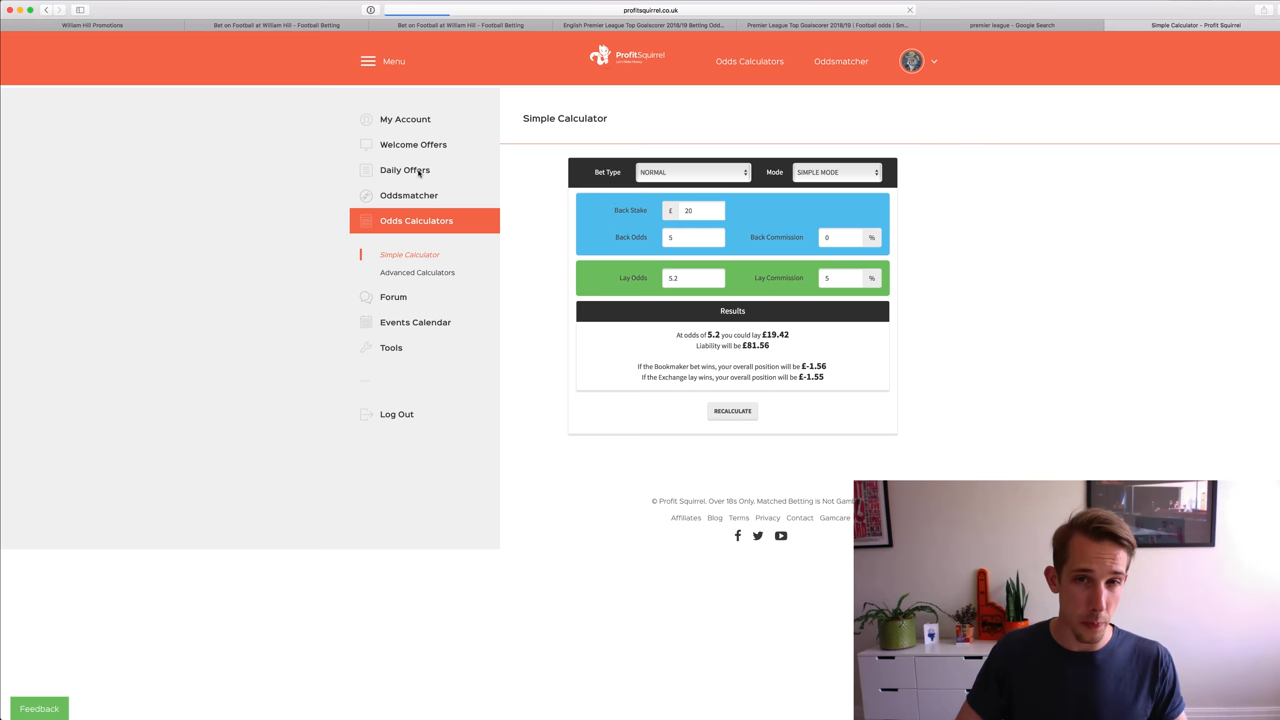 profitsquirrel.co.uk
William Hill Promotions
Bet on Football at William Hill - Football Betting
Bet on Football at William Hill - Football Betting
English Premier League Top Goalscorer 2018/19 Betting Odd...
Premier League Top Goalscorer 2018/19 | Football odds | Sm...
premier league - Google Search
Simple Calculator - Profit Squirrel
Menu
ProfitSquirrel
Odds Calculators
Oddsmatcher
My Account
Welcome Offers
Daily Offers
Oddsmatcher
Odds Calculators
Simple Calculator
Advanced Calculators
Forum
Events Calendar
Tools
Log Out
Simple Calculator
Bet Type NORMAL Mode SIMPLE MODE
Back Stake £ 20
Back Odds 5 Back Commission 0 %
Lay Odds 5.2 Lay Commission 5 %
Results
At odds of 5.2 you could lay £19.42
Liability will be £81.56
If the Bookmaker bet wins, your overall position will be £-1.56
If the Exchange lay wins, your overall position will be £-1.55
RECALCULATE
© Profit Squirrel. Over 18s Only. Matched Betting is Not
Affiliates Blog Terms Privacy Contact Gamcare
Feedback